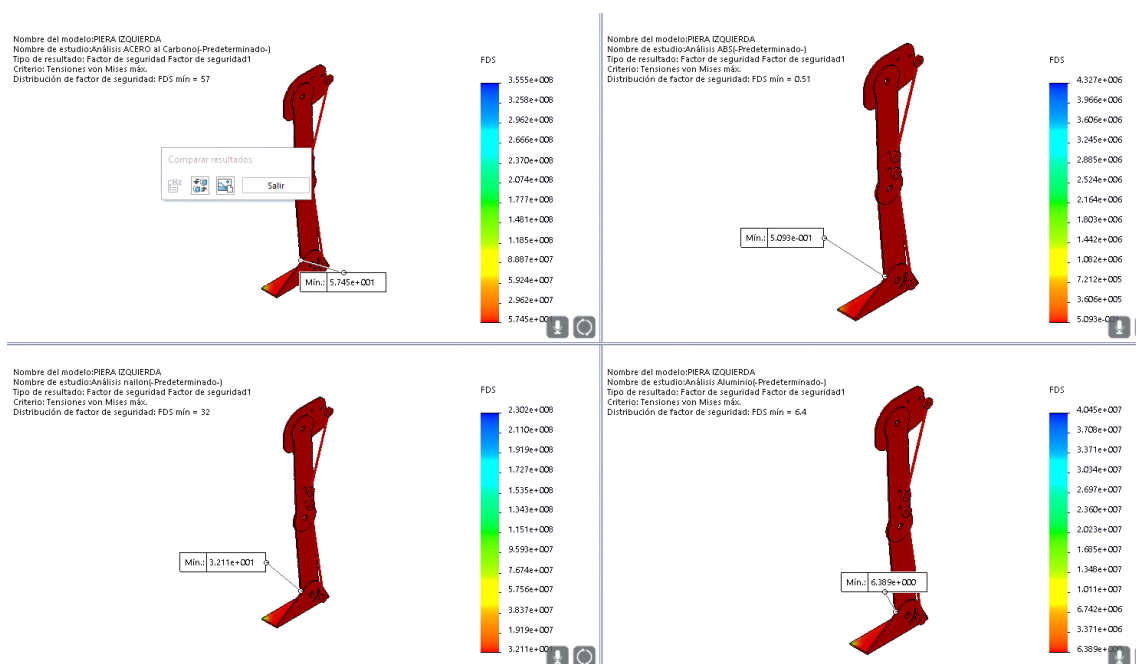 Nombre del modelo:PIERA IZQUIERDA
Nombre de estudio:Análisis ACERO al Carbono(-Predeterminado-)
Tipo de resultado: Factor de seguridad Factor de seguridad1
Criterio: Tensiones von Mises máx.
Distribución de factor de seguridad: FDS mín = 57
Comparar resultados
Salir
Mín.: 5.745e+001
FDS
3.555e+008
3.258e+008
2.962e+008
2.666e+008
2.370e+008
2.074e+008
1.777e+008
1.481e+008
1.185e+008
8.887e+007
5.924e+007
2.962e+007
5.745e+001
Nombre del modelo:PIERA IZQUIERDA
Nombre de estudio:Análisis ABS(-Predeterminado-)
Tipo de resultado: Factor de seguridad Factor de seguridad1
Criterio: Tensiones von Mises máx.
Distribución de factor de seguridad: FDS mín = 0.51
Mín.: 5.093e-001
FDS
4.327e+006
3.966e+006
3.606e+006
3.245e+006
2.885e+006
2.524e+006
2.164e+006
1.803e+006
1.442e+006
1.082e+006
7.212e+005
3.606e+005
5.093e-00
Nombre del modelo:PIERA IZQUIERDA
Nombre de estudio:Análisis nailon(-Predeterminado-)
Tipo de resultado: Factor de seguridad Factor de seguridad1
Criterio: Tensiones von Mises máx.
Distribución de factor de seguridad: FDS mín = 32
Mín.: 3.211e+001
FDS
2.302e+008
2.110e+008
1.919e+008
1.727e+008
1.535e+008
1.343e+008
1.151e+008
9.593e+007
7.674e+007
5.756e+007
3.837e+007
1.919e+007
3.211e+001
Nombre del modelo:PIERA IZQUIERDA
Nombre de estudio:Análisis Aluminio(-Predeterminado-)
Tipo de resultado: Factor de seguridad Factor de seguridad1
Criterio: Tensiones von Mises máx.
Distribución de factor de seguridad: FDS mín = 6.4
Mín.: 6.389e+000
FDS
4.045e+007
3.708e+007
3.371e+007
3.034e+007
2.697e+007
2.360e+007
2.023e+007
1.685e+007
1.348e+007
1.011e+007
6.742e+006
3.371e+006
6.389e